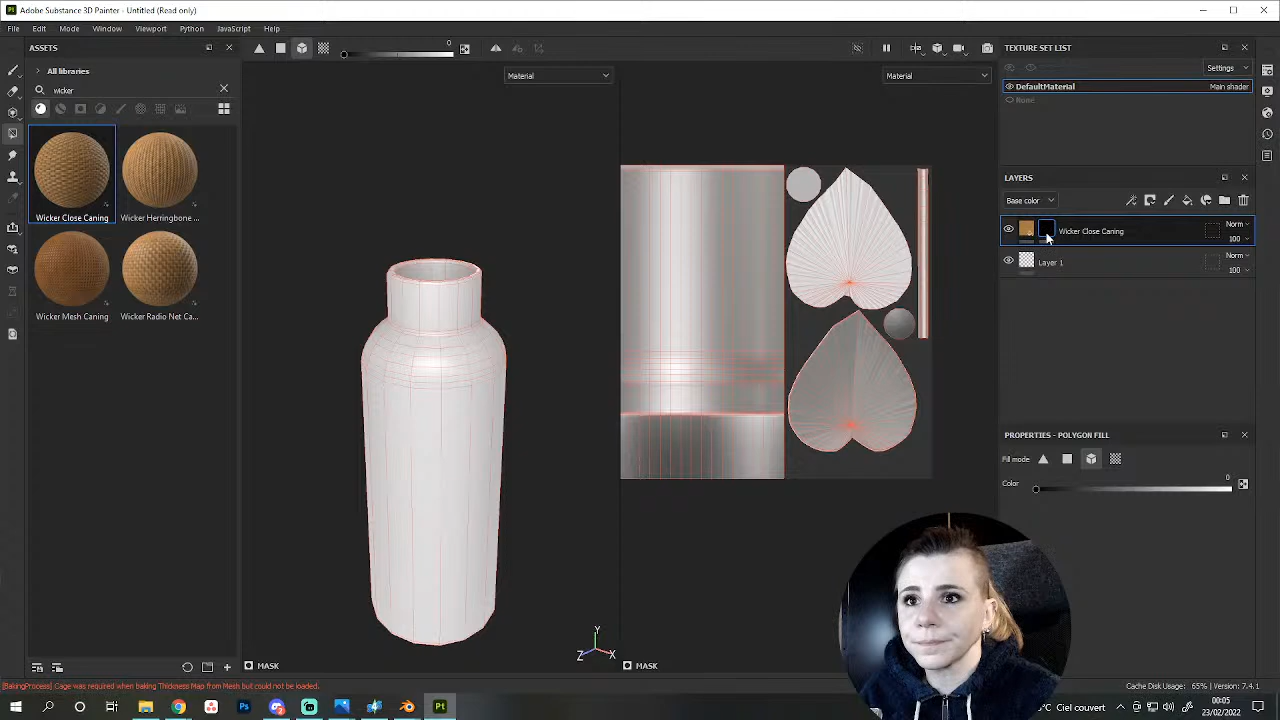 Adobe Substance 3D Painter - Untitled (Read only)
File Edit Mode Window Viewport Python JavaScript Help
ASSETS
All libraries
wicker
Wicker Close Caning
Wicker Herringbone ...
Wicker Mesh Caning
Wicker Radio Net Ca...
0
Material
Material
MASK
MASK
Z Y X
TEXTURE SET LIST
Settings
DefaultMaterial Main shader
None
LAYERS
Base color
Wicker Close Caning Norm 100
Layer 1 Norm 100
PROPERTIES - POLYGON FILL
Fill mode
Color 0
[BakingProcess] Cage was required when baking Thickness Map from Mesh but could not be loaded.
Cache Disk Usage: 65% | Version: 7.4.1
Ps
Pt
Ciel couvert
00:05
23/02/2022